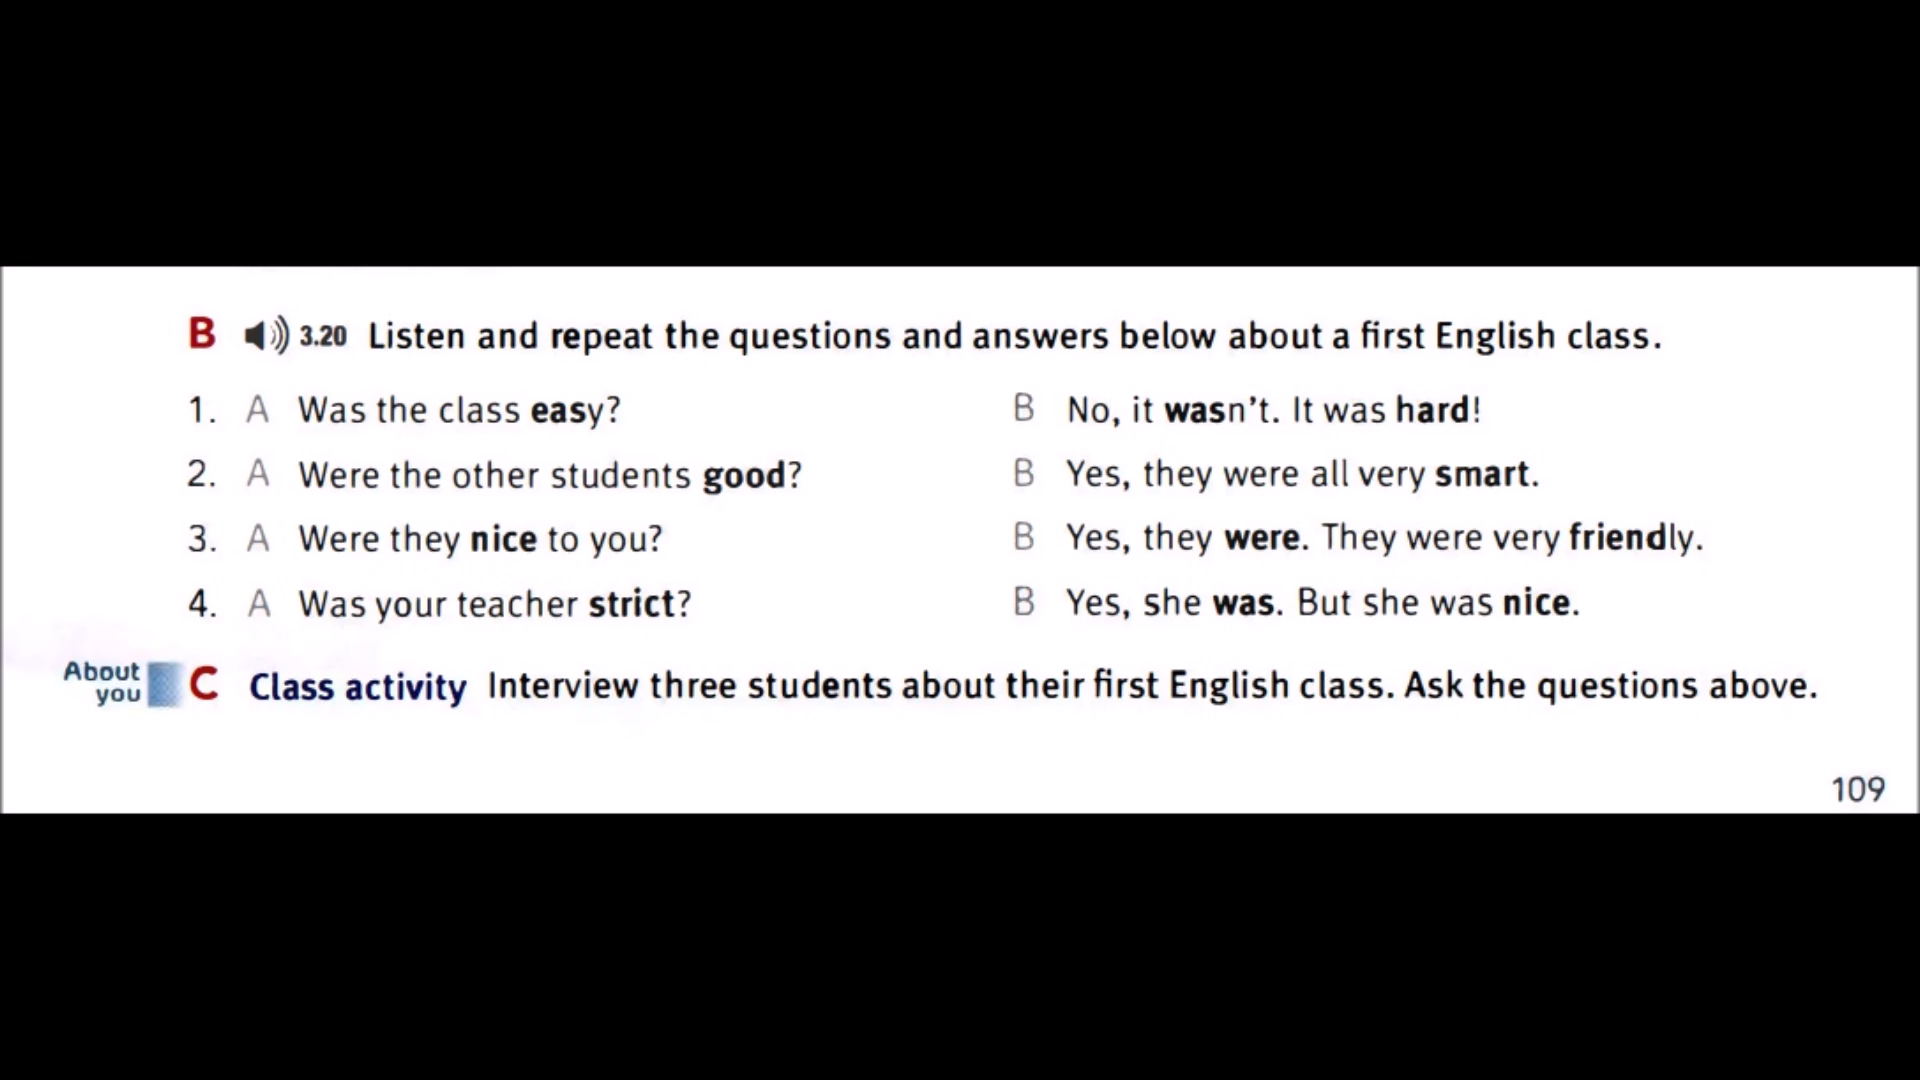 B 3.20 Listen and repeat the questions and answers below about a first English class.
1. A Was the class easy? B No, it wasn't. It was hard!
2. A Were the other students good? B Yes, they were all very smart.
3. A Were they nice to you? B Yes, they were. They were very friendly.
4. A Was your teacher strict? B Yes, she was. But she was nice.
About you C Class activity Interview three students about their first English class. Ask the questions above.
109